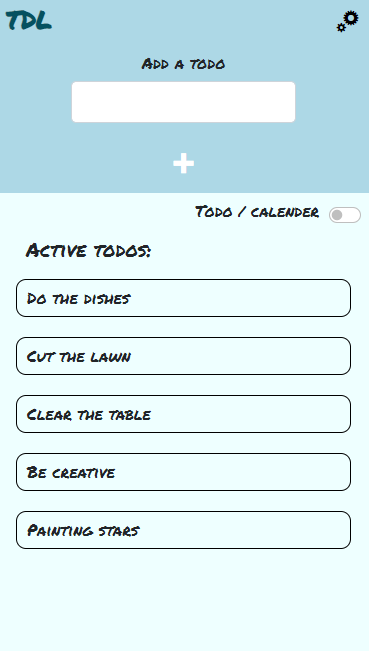 TDL
Add a todo
Todo / calender
Active todos:
Do the dishes
Cut the lawn
Clear the table
Be creative
Painting stars